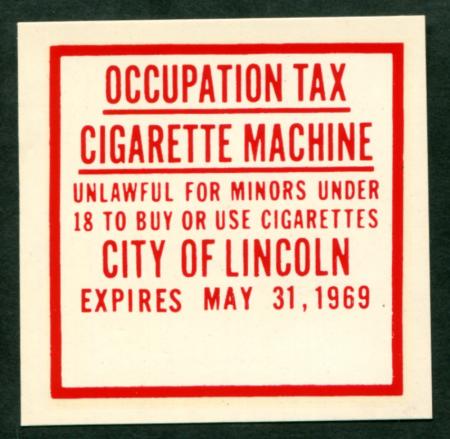 OCCUPATION TAX
CIGARETTE MACHINE
UNLAWFUL FOR MINORS UNDER
18 TO BUY OR USE CIGARETTES
CITY OF LINCOLN
EXPIRES MAY 31, 1969